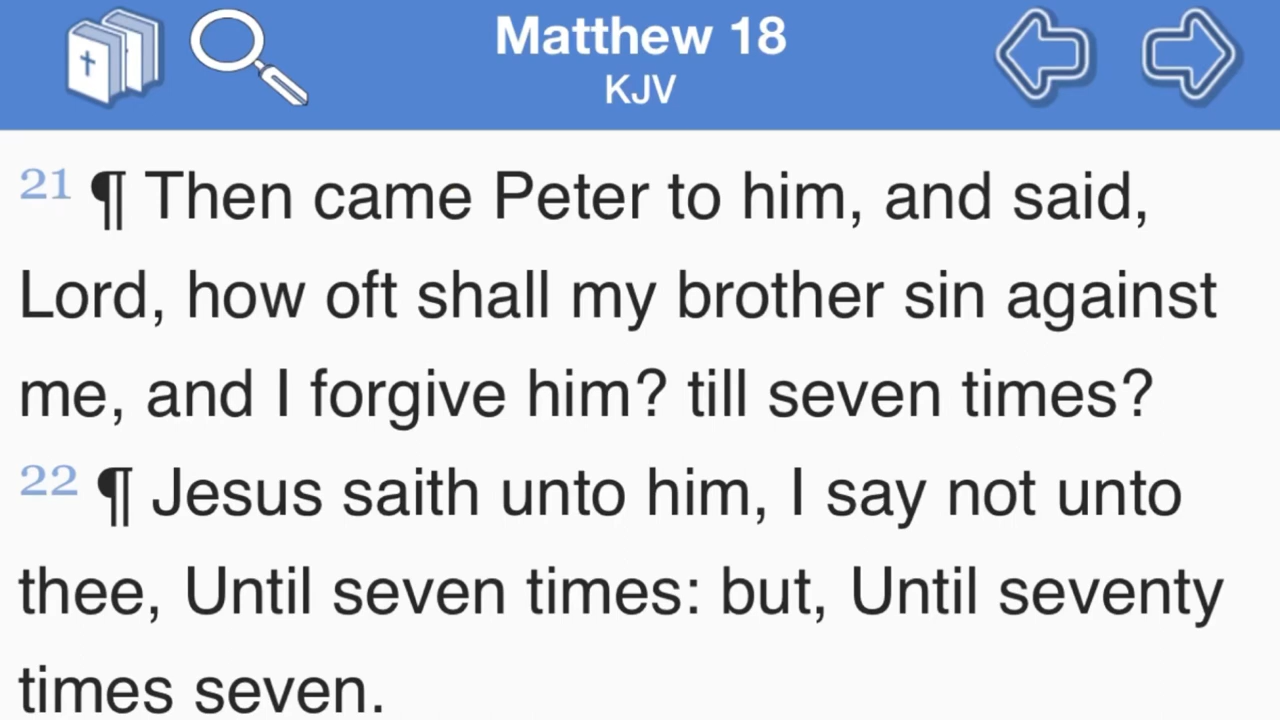 Matthew 18
KJV
21 ¶ Then came Peter to him, and said,
Lord, how oft shall my brother sin against
me, and I forgive him? till seven times?
22 ¶ Jesus saith unto him, I say not unto
thee, Until seven times: but, Until seventy
times seven.